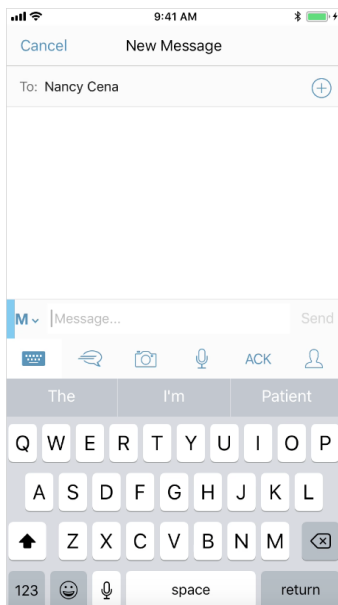 9:41 AM
Cancel New Message
To: Nancy Cena
M Message... Send
ACK
The I'm Patient
Q W E R T Y U I O P
A S D F G H J K L
Z X C V B N M
123 space return